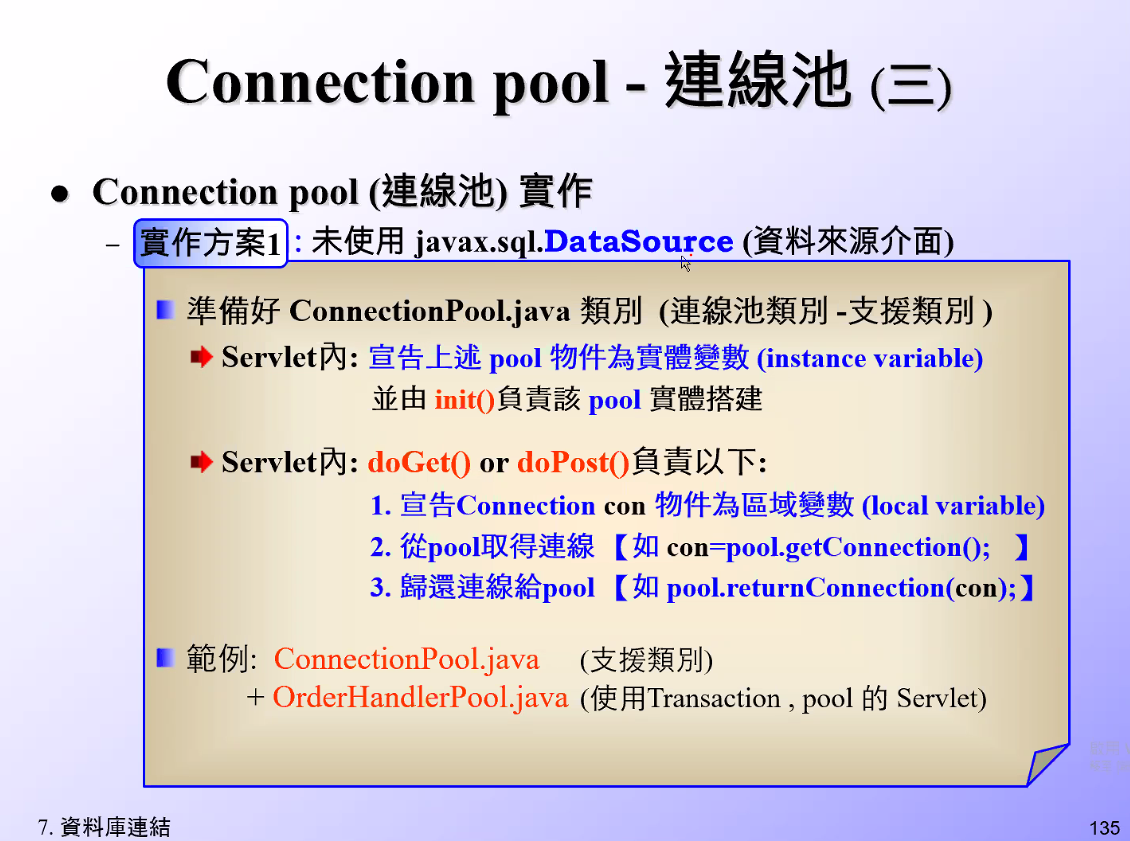 Connection pool - 連線池 (三)
● Connection pool (連線池) 實作
– 實作方案1 : 未使用 javax.sql.DataSource (資料來源介面)
準備好 ConnectionPool.java 類別 (連線池類別 -支援類別 )
Servlet內: 宣告上述 pool 物件為實體變數 (instance variable)
並由 init()負責該 pool 實體搭建
Servlet內: doGet() or doPost()負責以下:
1. 宣告Connection con 物件為區域變數 (local variable)
2. 從pool取得連線 【如 con=pool.getConnection(); 】
3. 歸還連線給pool 【如 pool.returnConnection(con);】
範例: ConnectionPool.java (支援類別)
+ OrderHandlerPool.java (使用Transaction , pool 的 Servlet)
7. 資料庫連結
135